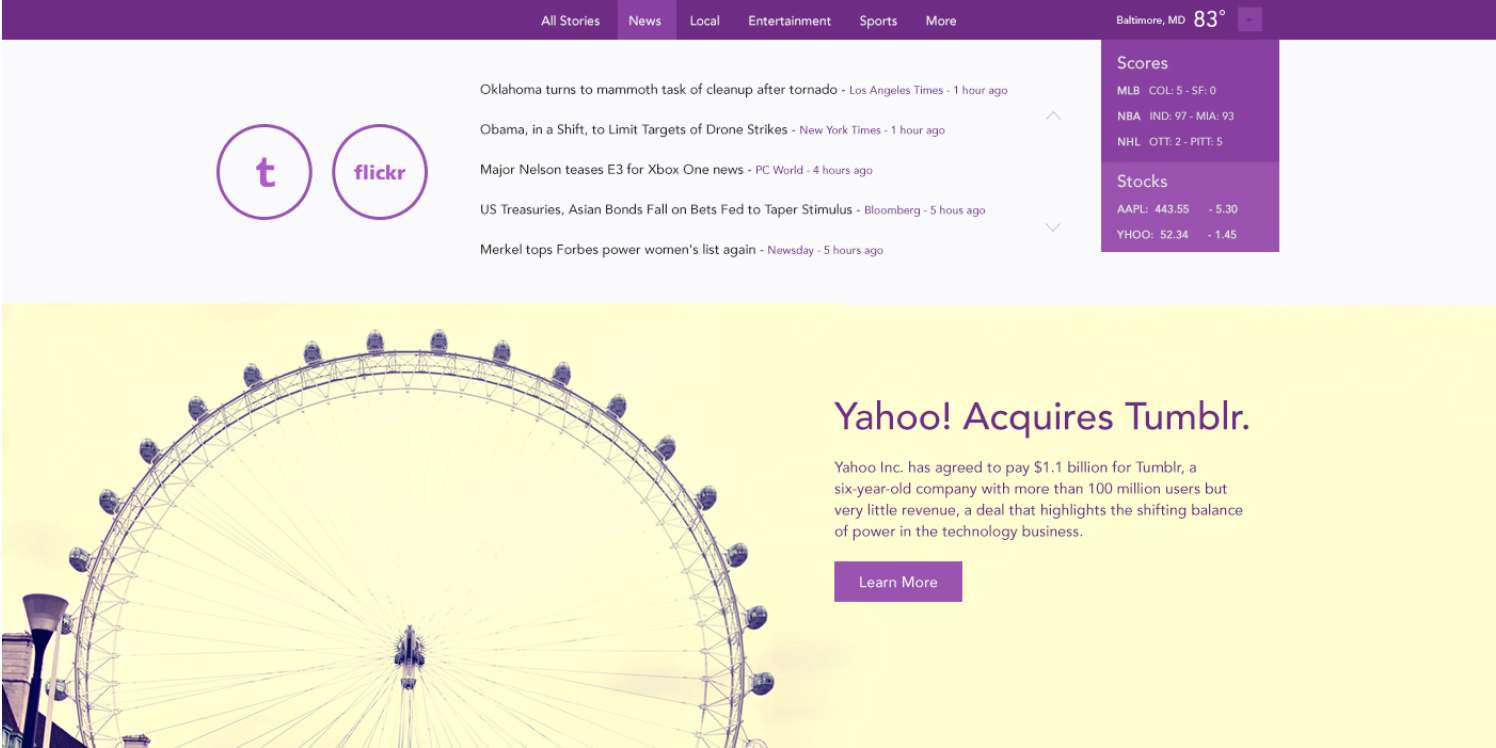 All Stories News Local Entertainment Sports More Baltimore, MD 83°
Scores
MLB COL: 5 - SF: 0
NBA IND: 97 - MIA: 93
NHL OTT: 2 - PITT: 5
Stocks
AAPL: 443.55 - 5.30
YHOO: 52.34 - 1.45
t flickr
Oklahoma turns to mammoth task of cleanup after tornado - Los Angeles Times - 1 hour ago
Obama, in a Shift, to Limit Targets of Drone Strikes - New York Times - 1 hour ago
Major Nelson teases E3 for Xbox One news - PC World - 4 hours ago
US Treasuries, Asian Bonds Fall on Bets Fed to Taper Stimulus - Bloomberg - 5 hous ago
Merkel tops Forbes power women's list again - Newsday - 5 hours ago
Yahoo! Acquires Tumblr.
Yahoo Inc. has agreed to pay $1.1 billion for Tumblr, a
six-year-old company with more than 100 million users but
very little revenue, a deal that highlights the shifting balance
of power in the technology business.
Learn More